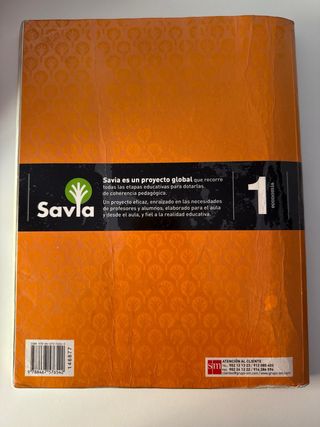 Savia es un proyecto global que recorre
todas las etapas educativas para dotarlas
de coherencia pedagógica.
Un proyecto eficaz, enraizado en las necesidades
de profesores y alumnos, elaborado para el aula
y desde el aula, y fiel a la realidad educativa.
Savia
1
economía
146877
sm
ATENCIÓN AL CLIENTE